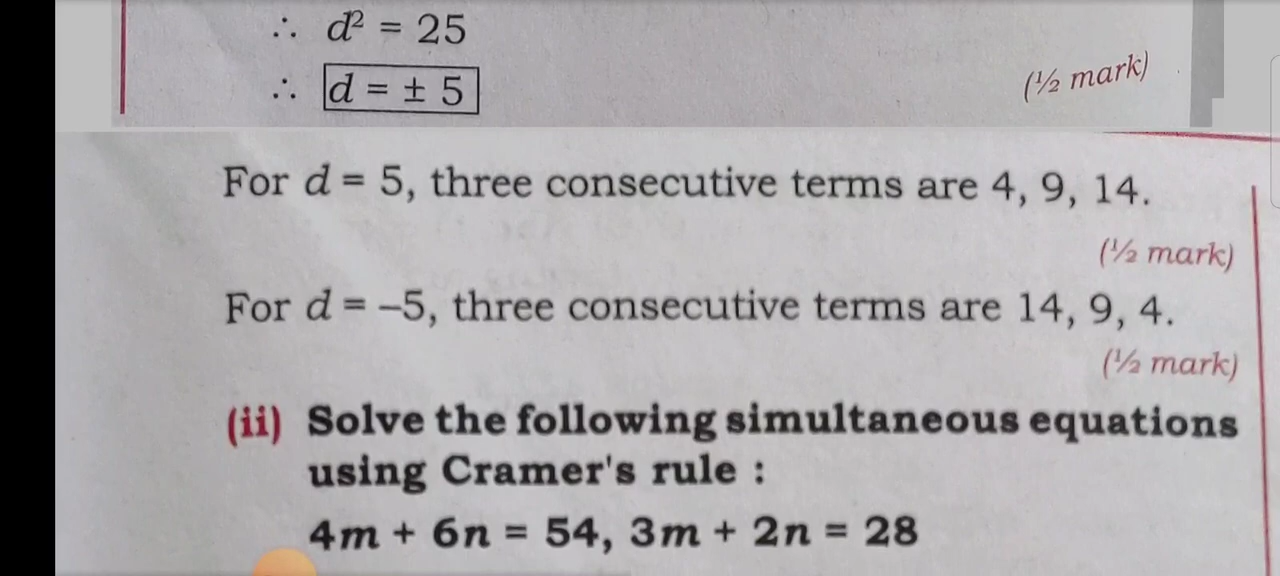 ∴ d² = 25
∴ d = ± 5
(½ mark)
For d = 5, three consecutive terms are 4, 9, 14.
(½ mark)
For d = –5, three consecutive terms are 14, 9, 4.
(½ mark)
(ii) Solve the following simultaneous equations
using Cramer's rule :
4m + 6n = 54, 3m + 2n = 28